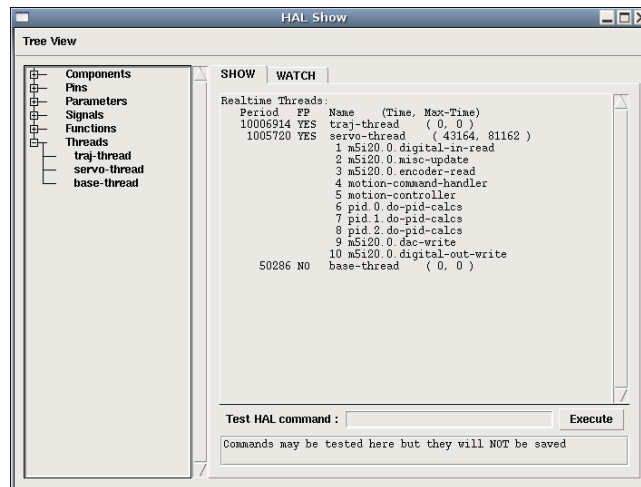 HAL Show
Tree View
Components
Pins
Parameters
Signals
Functions
Threads
traj-thread
servo-thread
base-thread
SHOW WATCH
Realtime Threads:
Period FP Name (Time, Max-Time)
10006914 YES traj-thread ( 0, 0 )
1005720 YES servo-thread ( 43164, 81162 )
1 m5i20.0.digital-in-read
2 m5i20.0.misc-update
3 m5i20.0.encoder-read
4 motion-command-handler
5 motion-controller
6 pid.0.do-pid-calcs
7 pid.1.do-pid-calcs
8 pid.2.do-pid-calcs
9 m5i20.0.dac-write
10 m5i20.0.digital-out-write
50286 NO base-thread ( 0, 0 )
Test HAL command : Execute
Commands may be tested here but they will NOT be saved